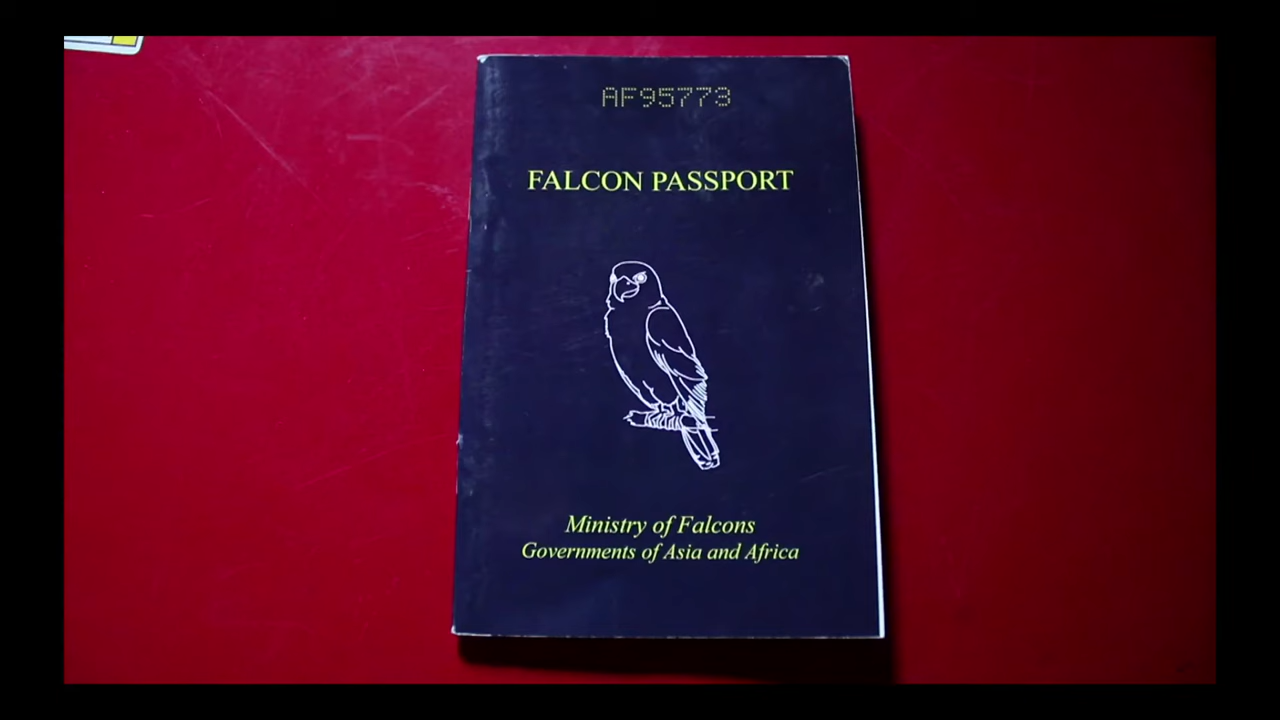 AF95773
FALCON PASSPORT
Ministry of Falcons
Governments of Asia and Africa